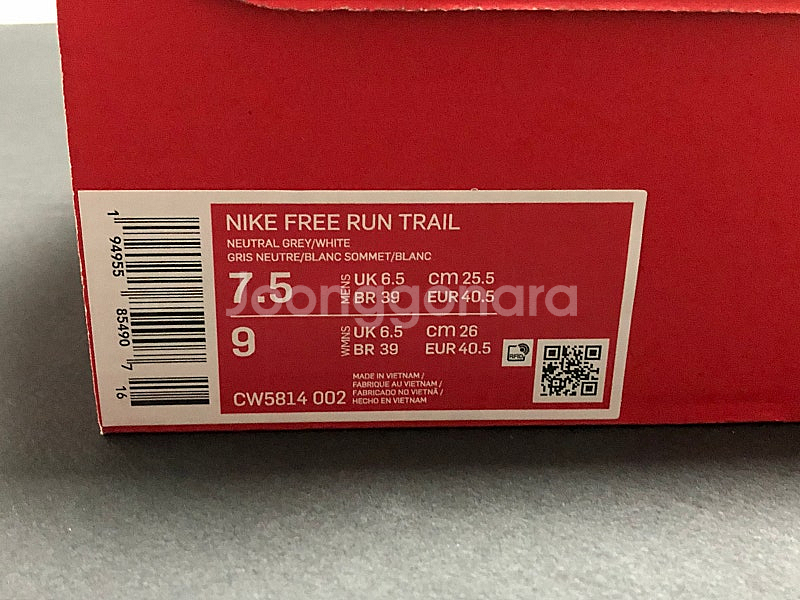 NIKE FREE RUN TRAIL
NEUTRAL GREY/WHITE
GRIS NEUTRE/BLANC SOMMET/BLANC
7.5 MENS UK 6.5 cm 25.5
BR 39 EUR 40.5
9 WMNS UK 6.5 cm 26
BR 39 EUR 40.5
RFID
CW5814 002
MADE IN VIETNAM /
FABRIQUE AU VIETNAM /
FABRICADO NO VIETNÃ /
HECHO EN VIETNAM
1 94955 85490 7 16
Joonggonara